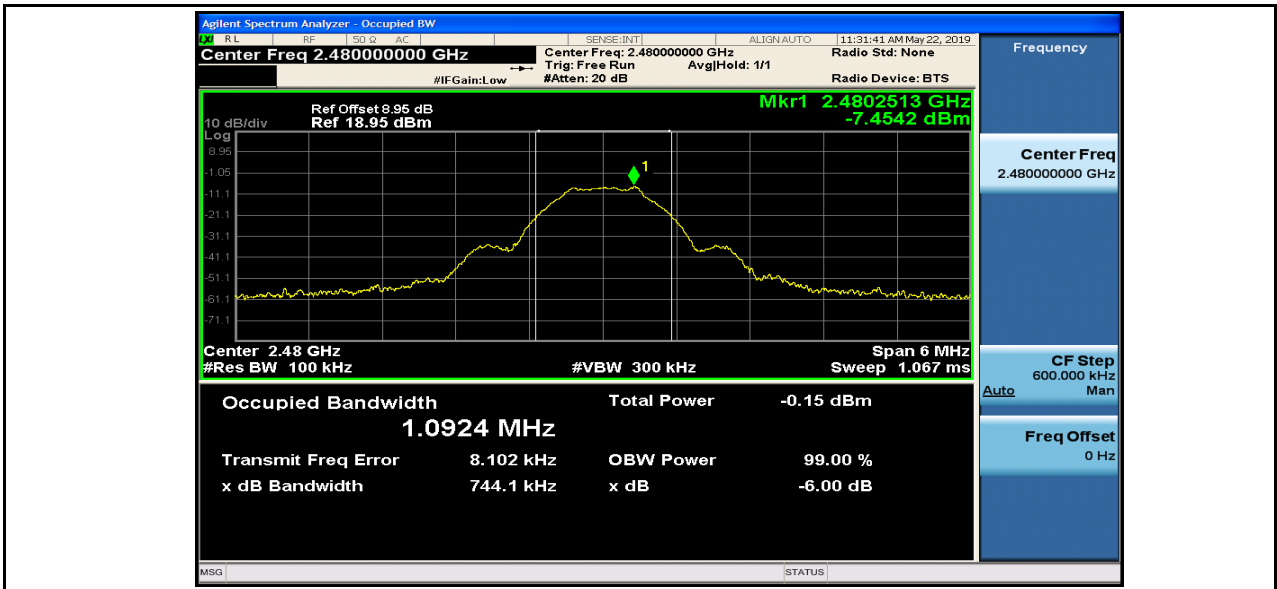 Agilent Spectrum Analyzer - Occupied BW
LXI RL RF 50 Ω AC SENSE:INT ALIGN AUTO 11:31:41 AM May 22, 2019
Center Freq 2.480000000 GHz
Center Freq: 2.480000000 GHz Radio Std: None
Trig: Free Run Avg|Hold: 1/1
#IFGain:Low #Atten: 20 dB Radio Device: BTS
Frequency
Ref Offset 8.95 dB
10 dB/div Ref 18.95 dBm
Mkr1 2.4802513 GHz
-7.4542 dBm
Log
8.95
-1.05
-11.1
-21.1
-31.1
-41.1
-51.1
-61.1
-71.1
1
Center 2.48 GHz Span 6 MHz
#Res BW 100 kHz #VBW 300 kHz Sweep 1.067 ms
Occupied Bandwidth Total Power -0.15 dBm
1.0924 MHz
Transmit Freq Error 8.102 kHz OBW Power 99.00 %
x dB Bandwidth 744.1 kHz x dB -6.00 dB
Center Freq
2.480000000 GHz
CF Step
600.000 kHz
Auto Man
Freq Offset
0 Hz
MSG STATUS